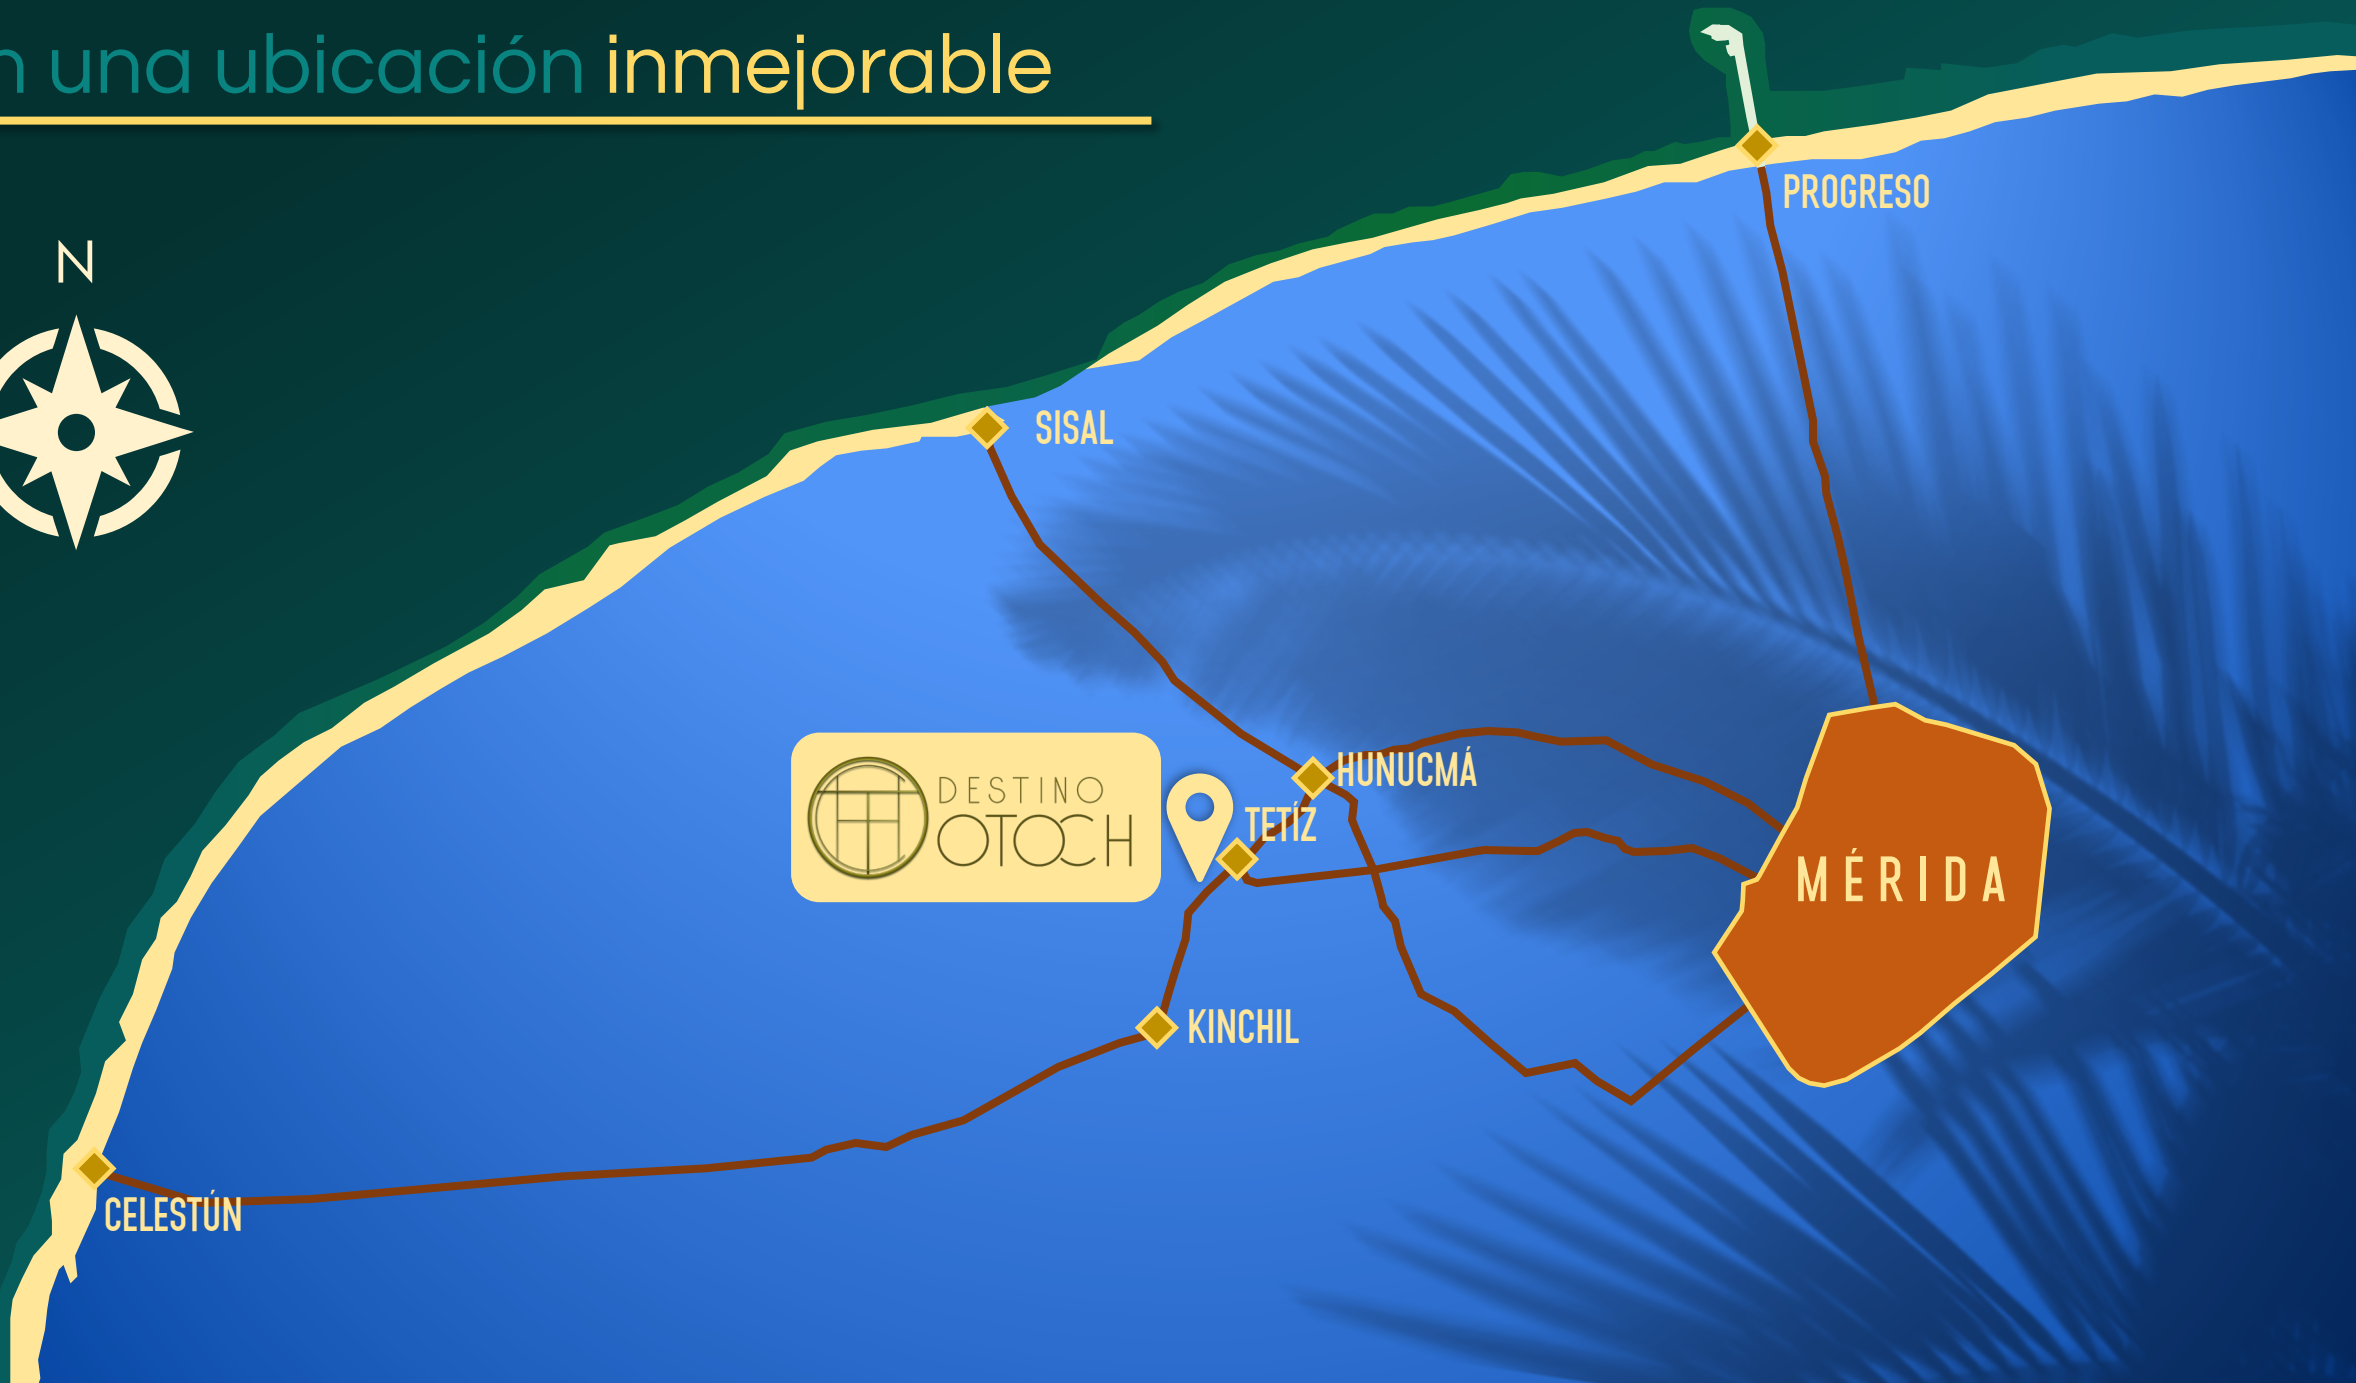 n una ubicación inmejorable
N
PROGRESO
SISAL
HUNUCMÁ
DESTINO
OTOCH
TETÍZ
MÉRIDA
KINCHIL
CELESTÚN